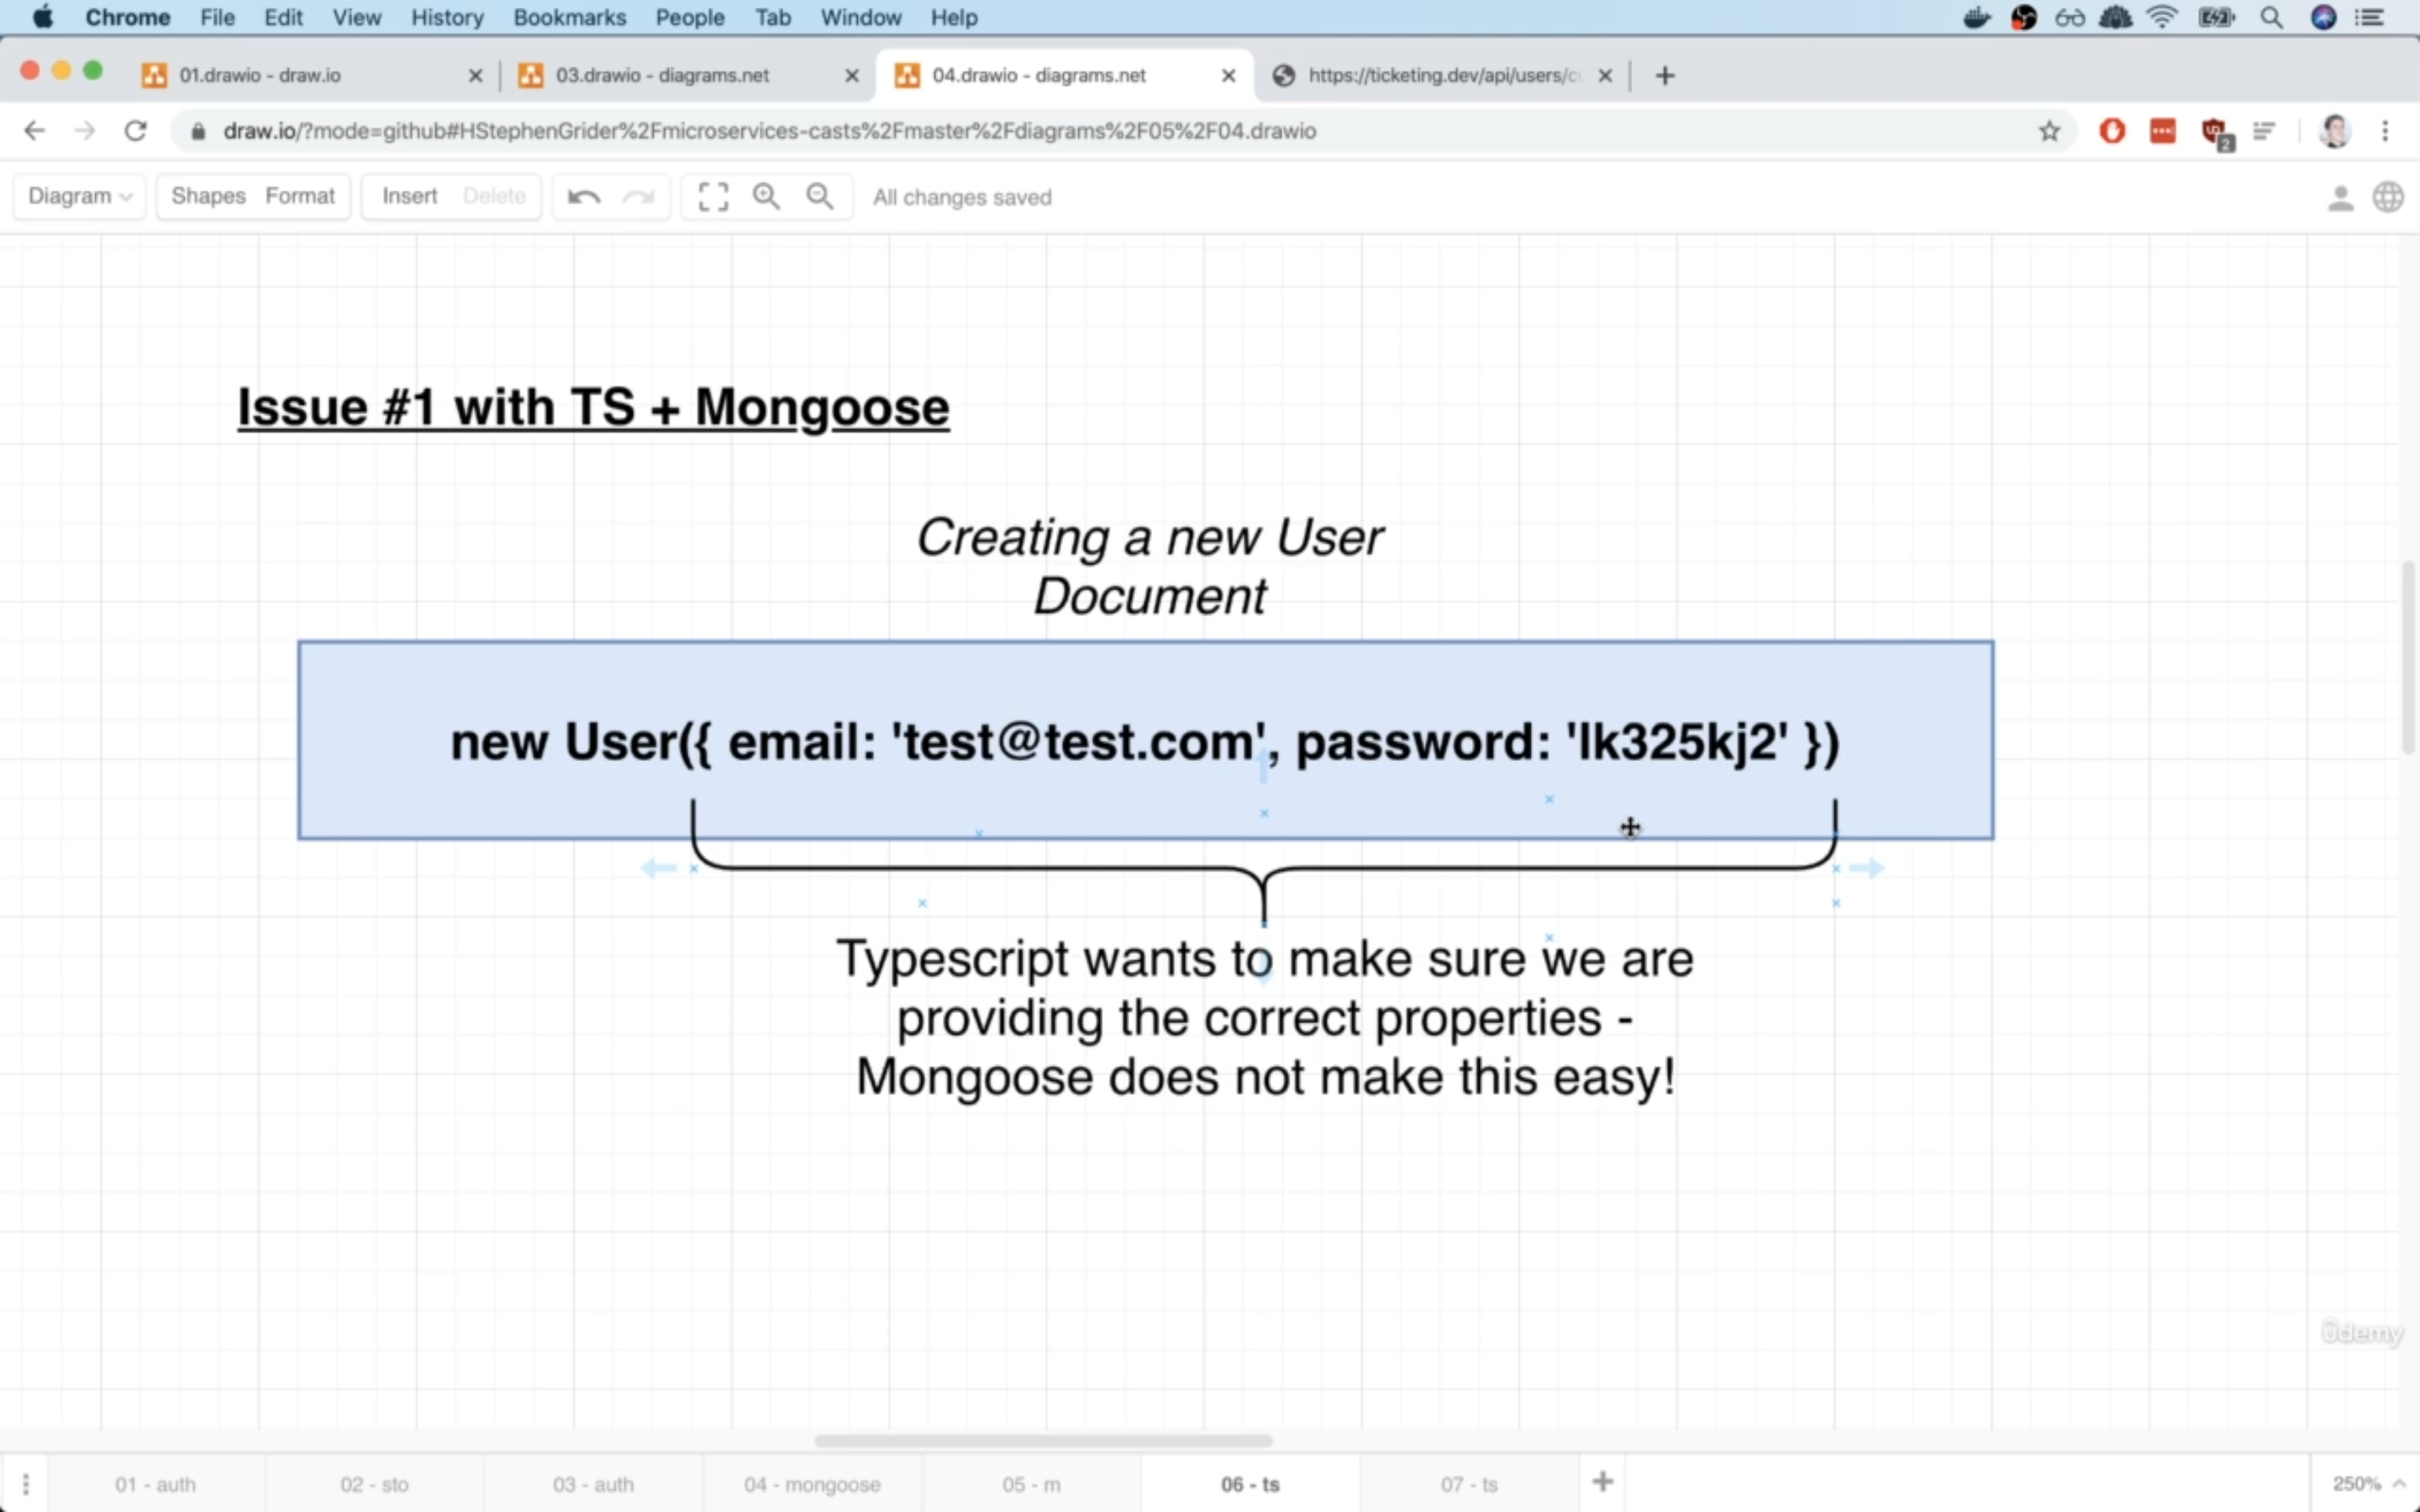 Chrome File Edit View History Bookmarks People Tab Window Help
01.drawio - draw.io
03.drawio - diagrams.net
04.drawio - diagrams.net
https://ticketing.dev/api/users/c
draw.io/?mode=github#HStephenGrider%2Fmicroservices-casts%2Fmaster%2Fdiagrams%2F05%2F04.drawio
2
Diagram Shapes Format Insert Delete All changes saved
Issue #1 with TS + Mongoose
Creating a new User
Document
new User({ email: 'test@test.com', password: 'lk325kj2' })
Typescript wants to make sure we are
providing the correct properties -
Mongoose does not make this easy!
ûdemy
01 - auth
02 - sto
03 - auth
04 - mongoose
05 - m
06 - ts
07 - ts
250%